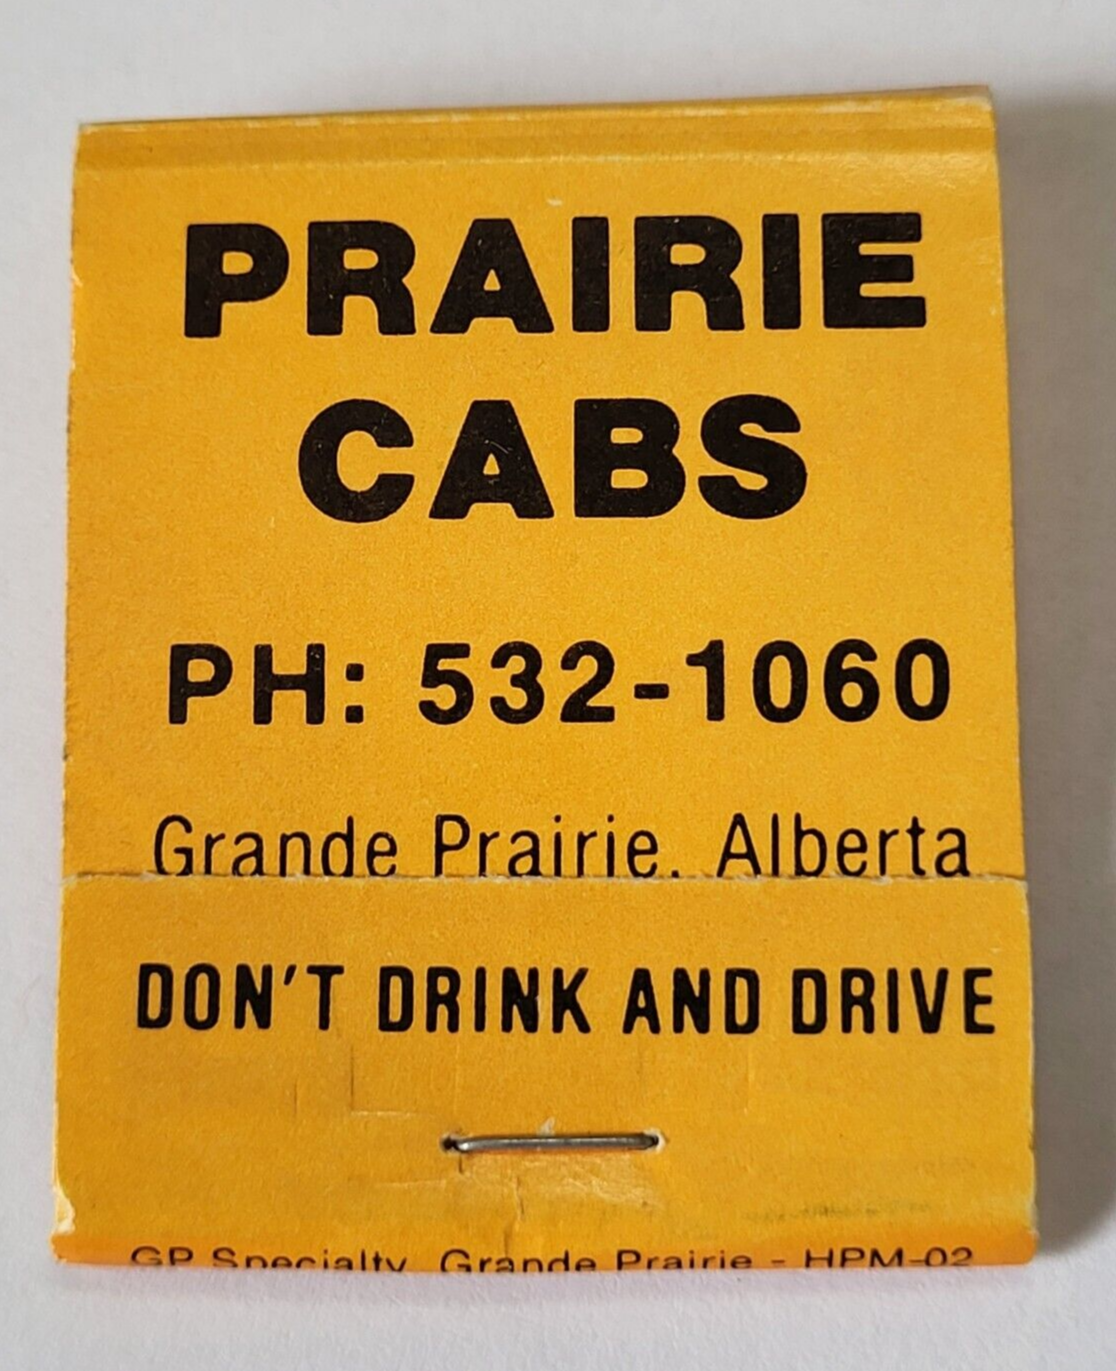 PRAIRIE
CABS
PH: 532-1060
Grande Prairie, Alberta
DON'T DRINK AND DRIVE
GP Specialty, Grande Prairie - HPM-02